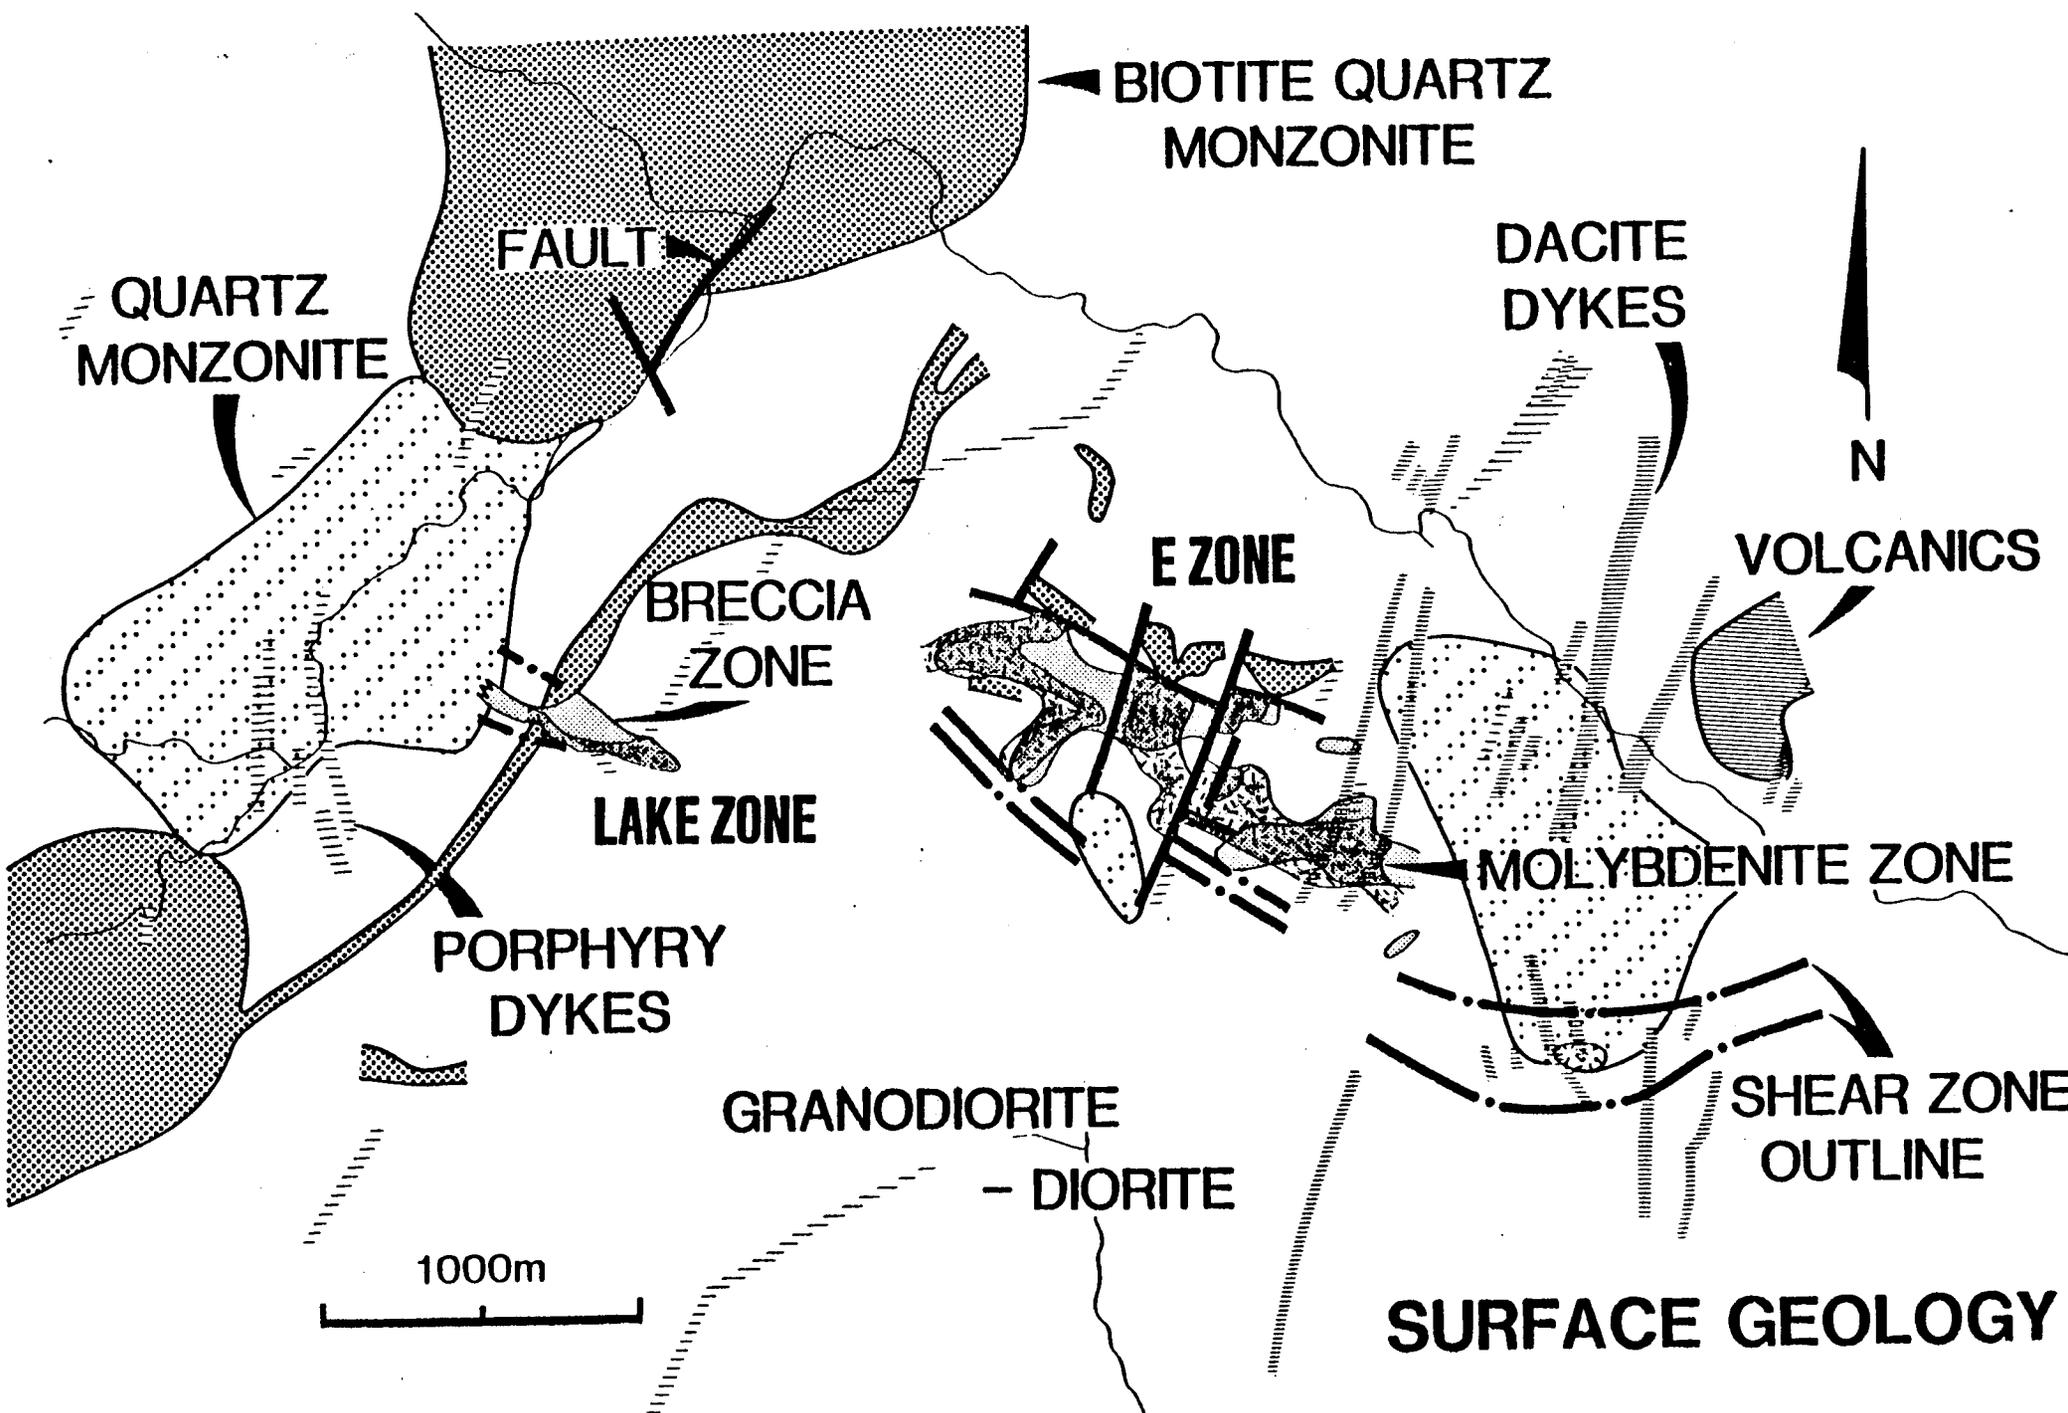 BIOTITE QUARTZ
MONZONITE
FAULT
QUARTZ
MONZONITE
DACITE
DYKES
N
VOLCANICS
E ZONE
BRECCIA
ZONE
LAKE ZONE
MOLYBDENITE ZONE
PORPHYRY
DYKES
GRANODIORITE
– DIORITE
SHEAR ZONE
OUTLINE
1000m
SURFACE GEOLOGY